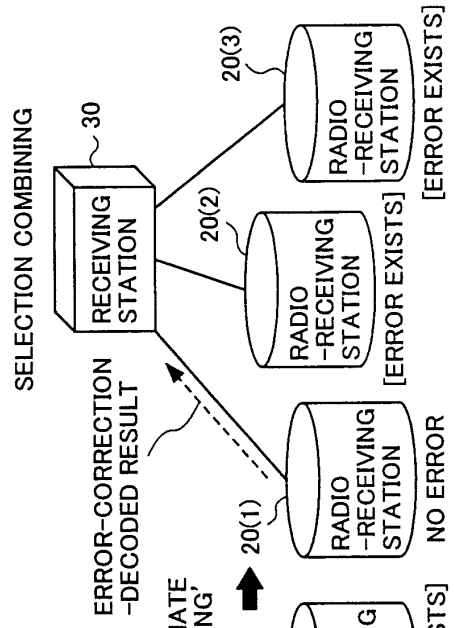 SELECTION COMBINING
30
RECEIVING
STATION
ERROR-CORRECTION
-DECODED RESULT
20(1)
RADIO
-RECEIVING
STATION
NO ERROR
20(2)
RADIO
-RECEIVING
STATION
[ERROR EXISTS]
20(3)
RADIO
-RECEIVING
STATION
[ERROR EXISTS]